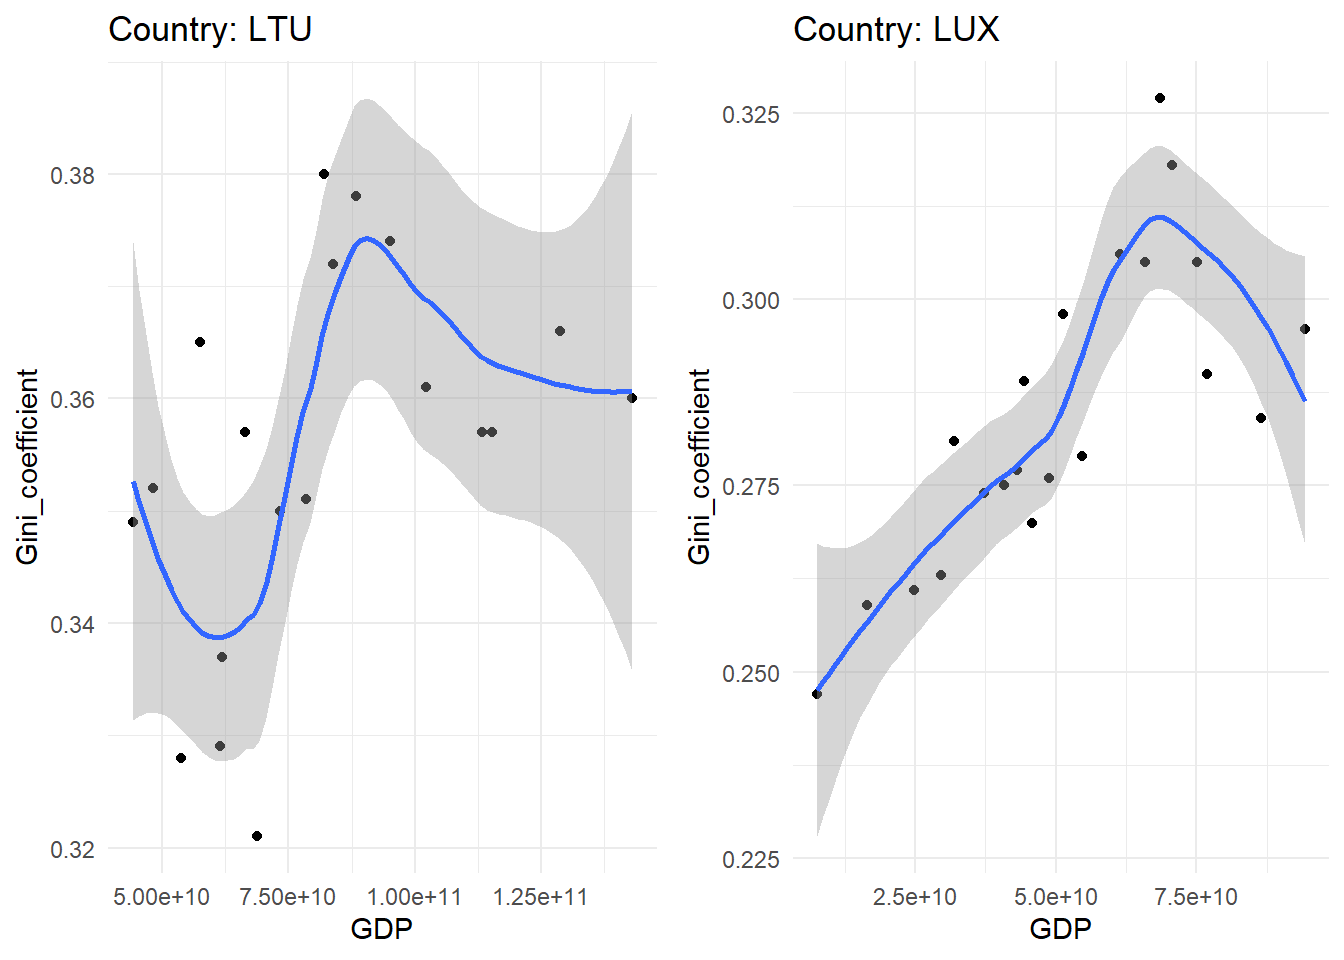 Country: LTU
Gini_coefficient
0.38
0.36
0.34
0.32
5.00e+10 7.50e+10 1.00e+11 1.25e+11
GDP
Country: LUX
Gini_coefficient
0.325
0.300
0.275
0.250
0.225
2.5e+10 5.0e+10 7.5e+10
GDP